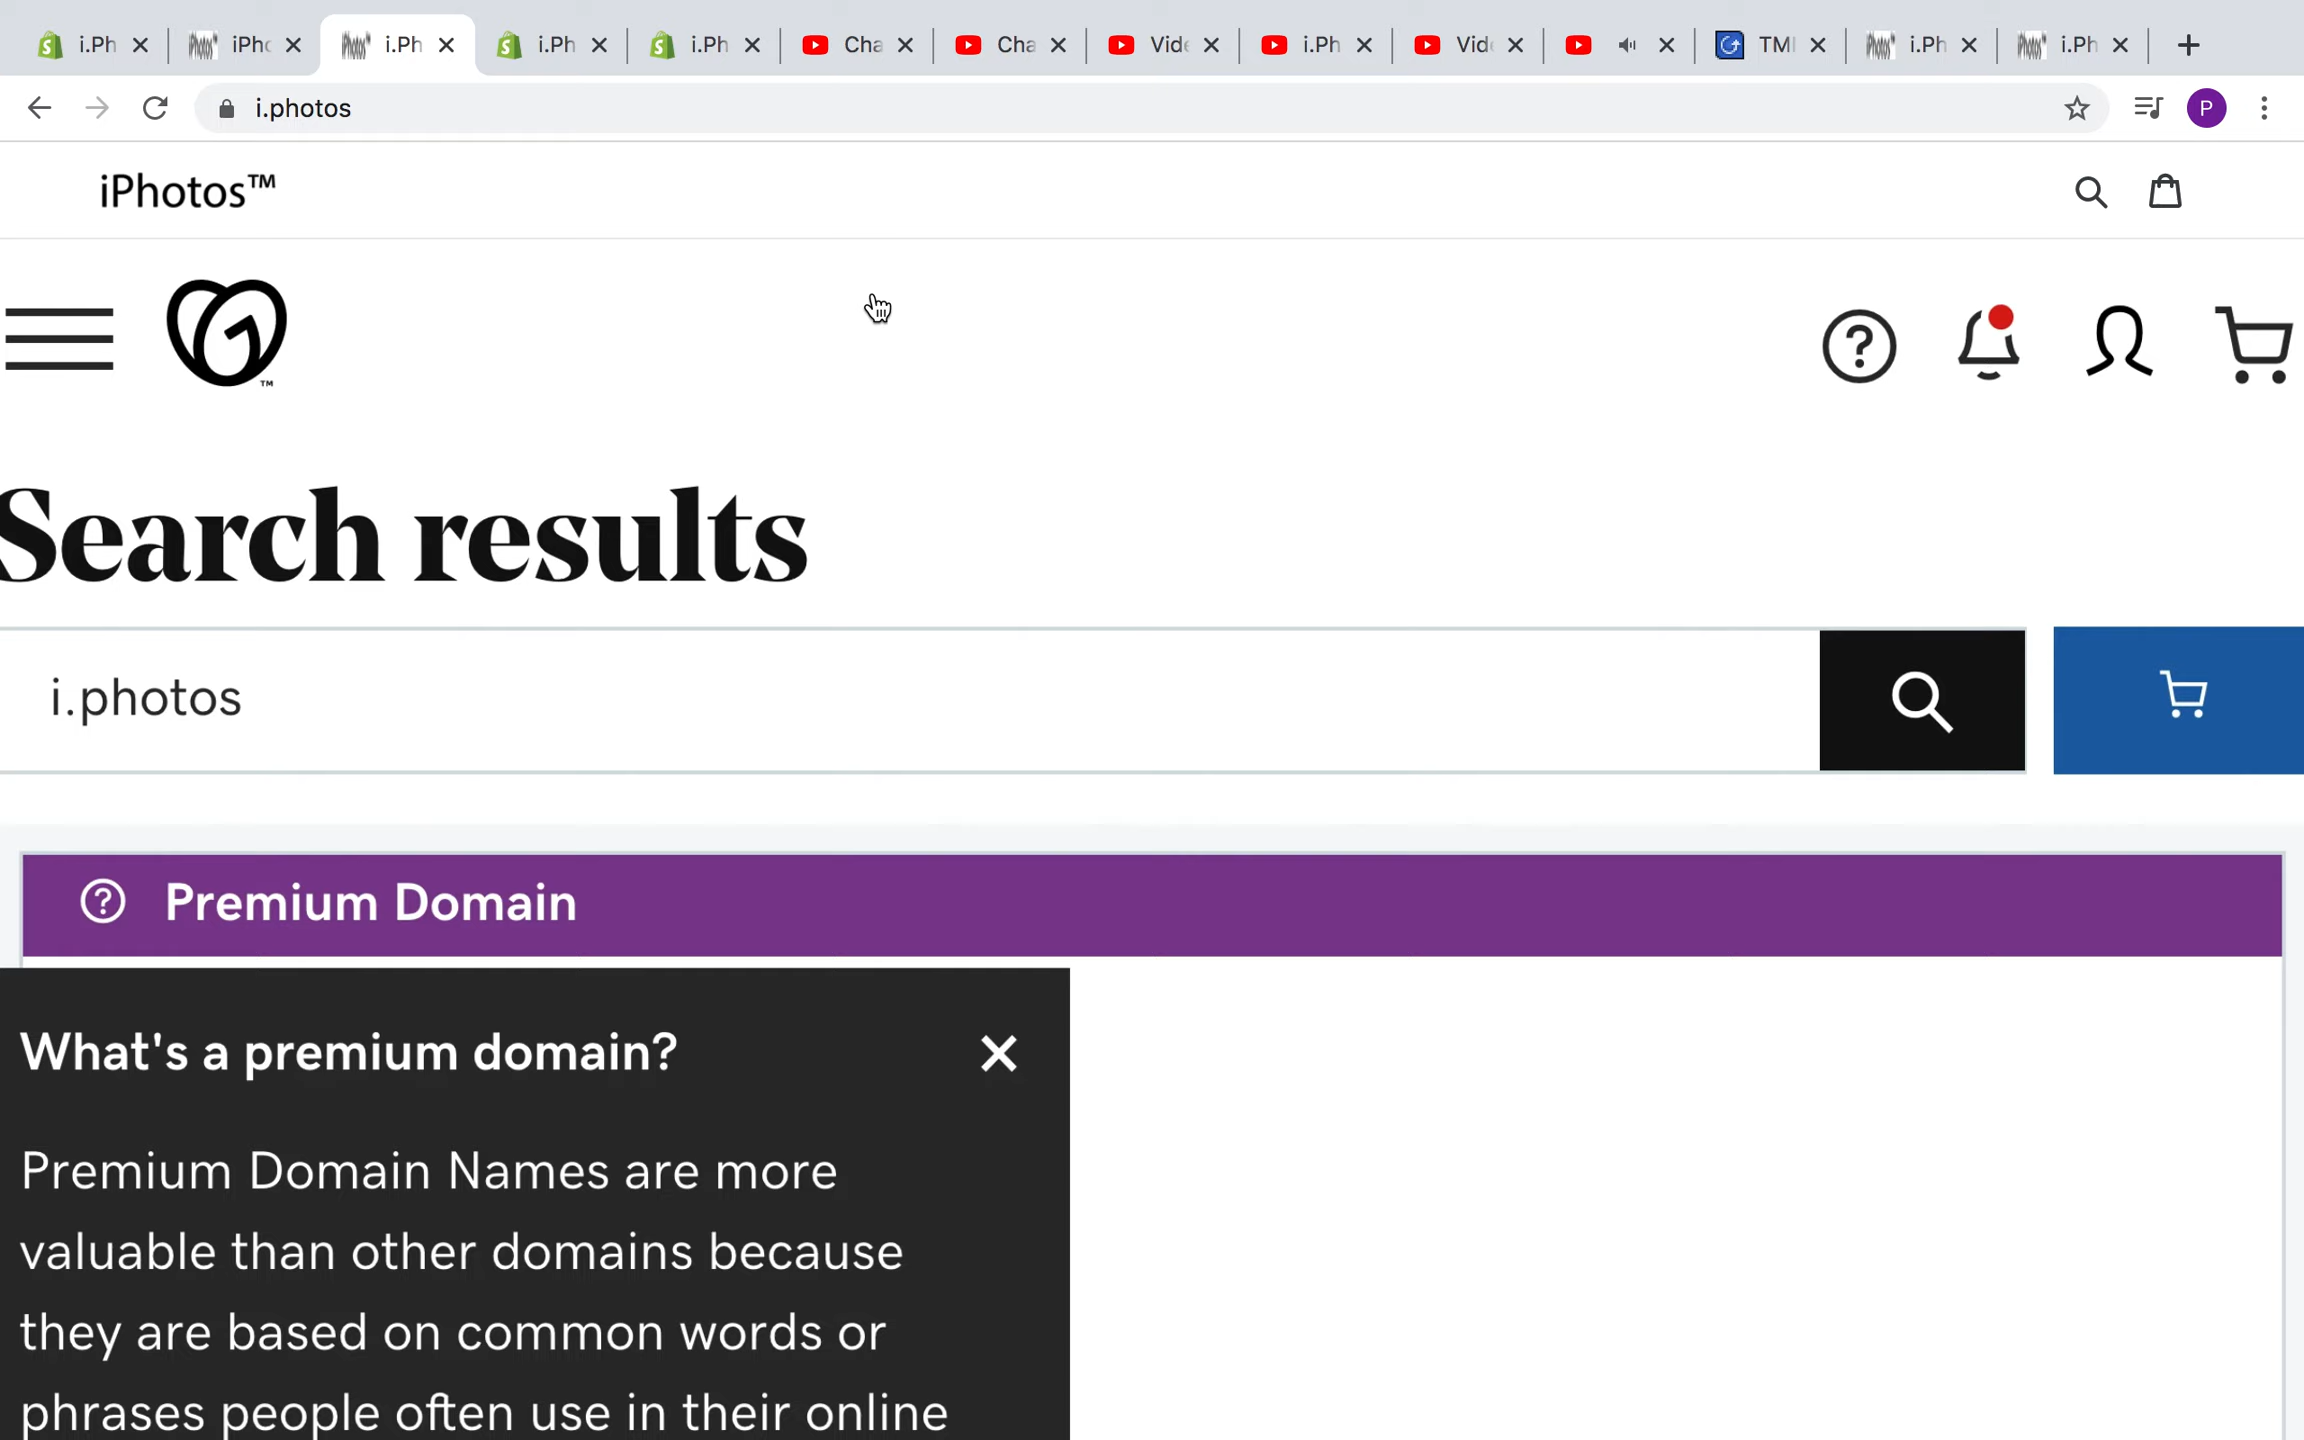 i.Ph iPho i.Ph i.Ph i.Ph Cha Cha Vide i.Ph Vid TM i.Ph i.Ph
i.photos P
iPhotos™
Search results
i.photos
Premium Domain
What's a premium domain?
Premium Domain Names are more
valuable than other domains because
they are based on common words or
phrases people often use in their online